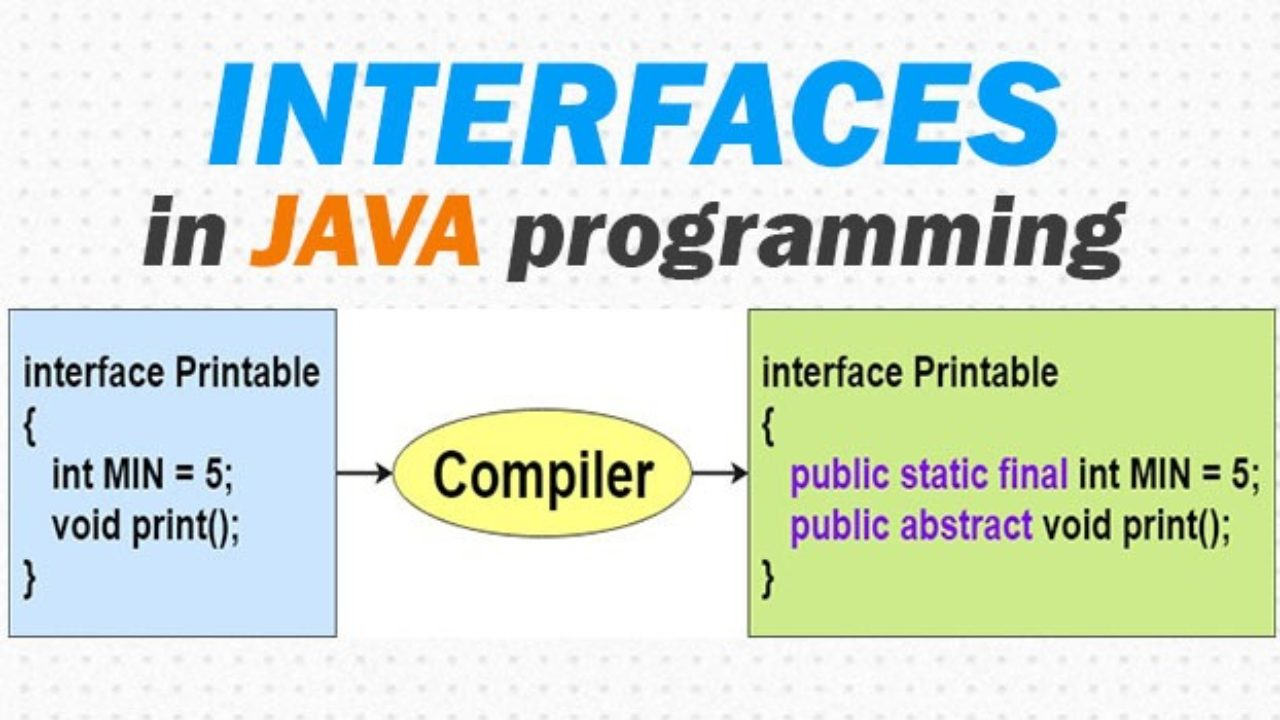 INTERFACES
in JAVA programming
interface Printable
{
int MIN = 5;
void print();
}
Compiler
interface Printable
{
public static final int MIN = 5;
public abstract void print();
}